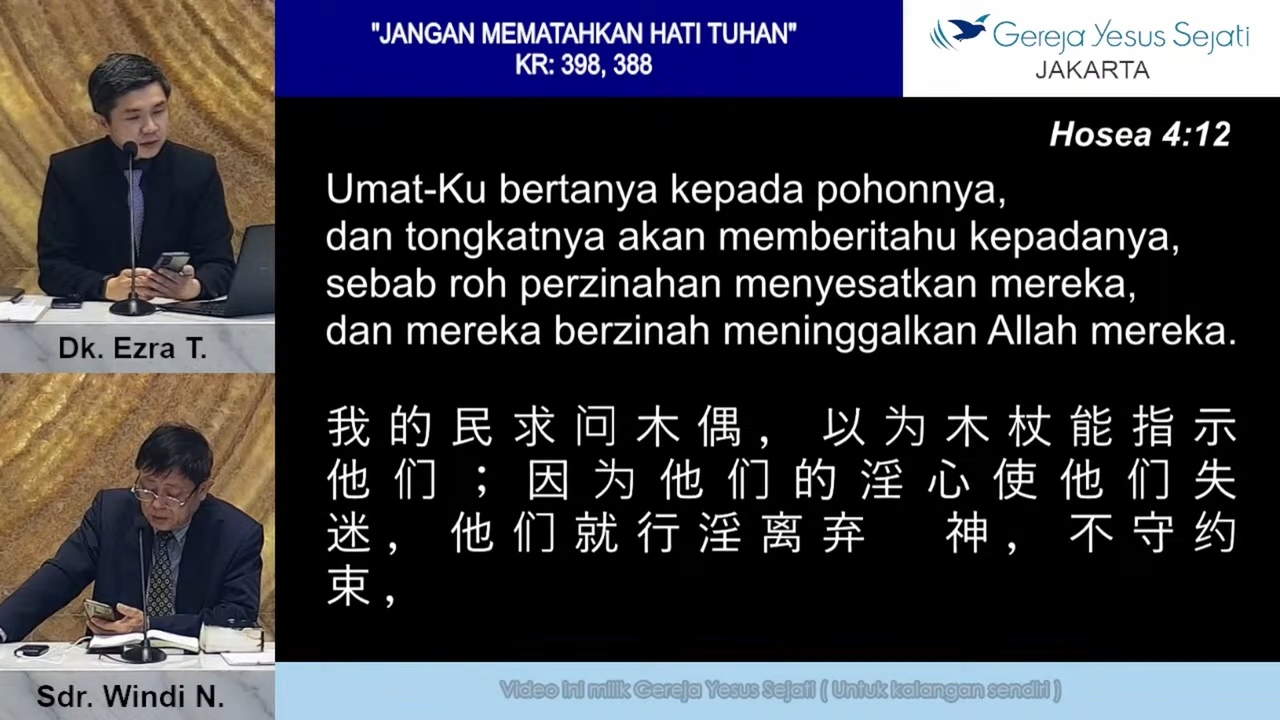 "JANGAN MEMATAHKAN HATI TUHAN"
KR: 398, 388
Gereja Yesus Sejati
JAKARTA
Hosea 4:12
Umat-Ku bertanya kepada pohonnya,
dan tongkatnya akan memberitahu kepadanya,
sebab roh perzinahan menyesatkan mereka,
dan mereka berzinah meninggalkan Allah mereka.
我的民求问木偶，以为木杖能指示
他们；因为他们的淫心使他们失
迷，他们就行淫离弃　神，不守约
束，
Dk. Ezra T.
Sdr. Windi N.
Video ini milik Gereja Yesus Sejati ( Untuk kalangan sendiri )